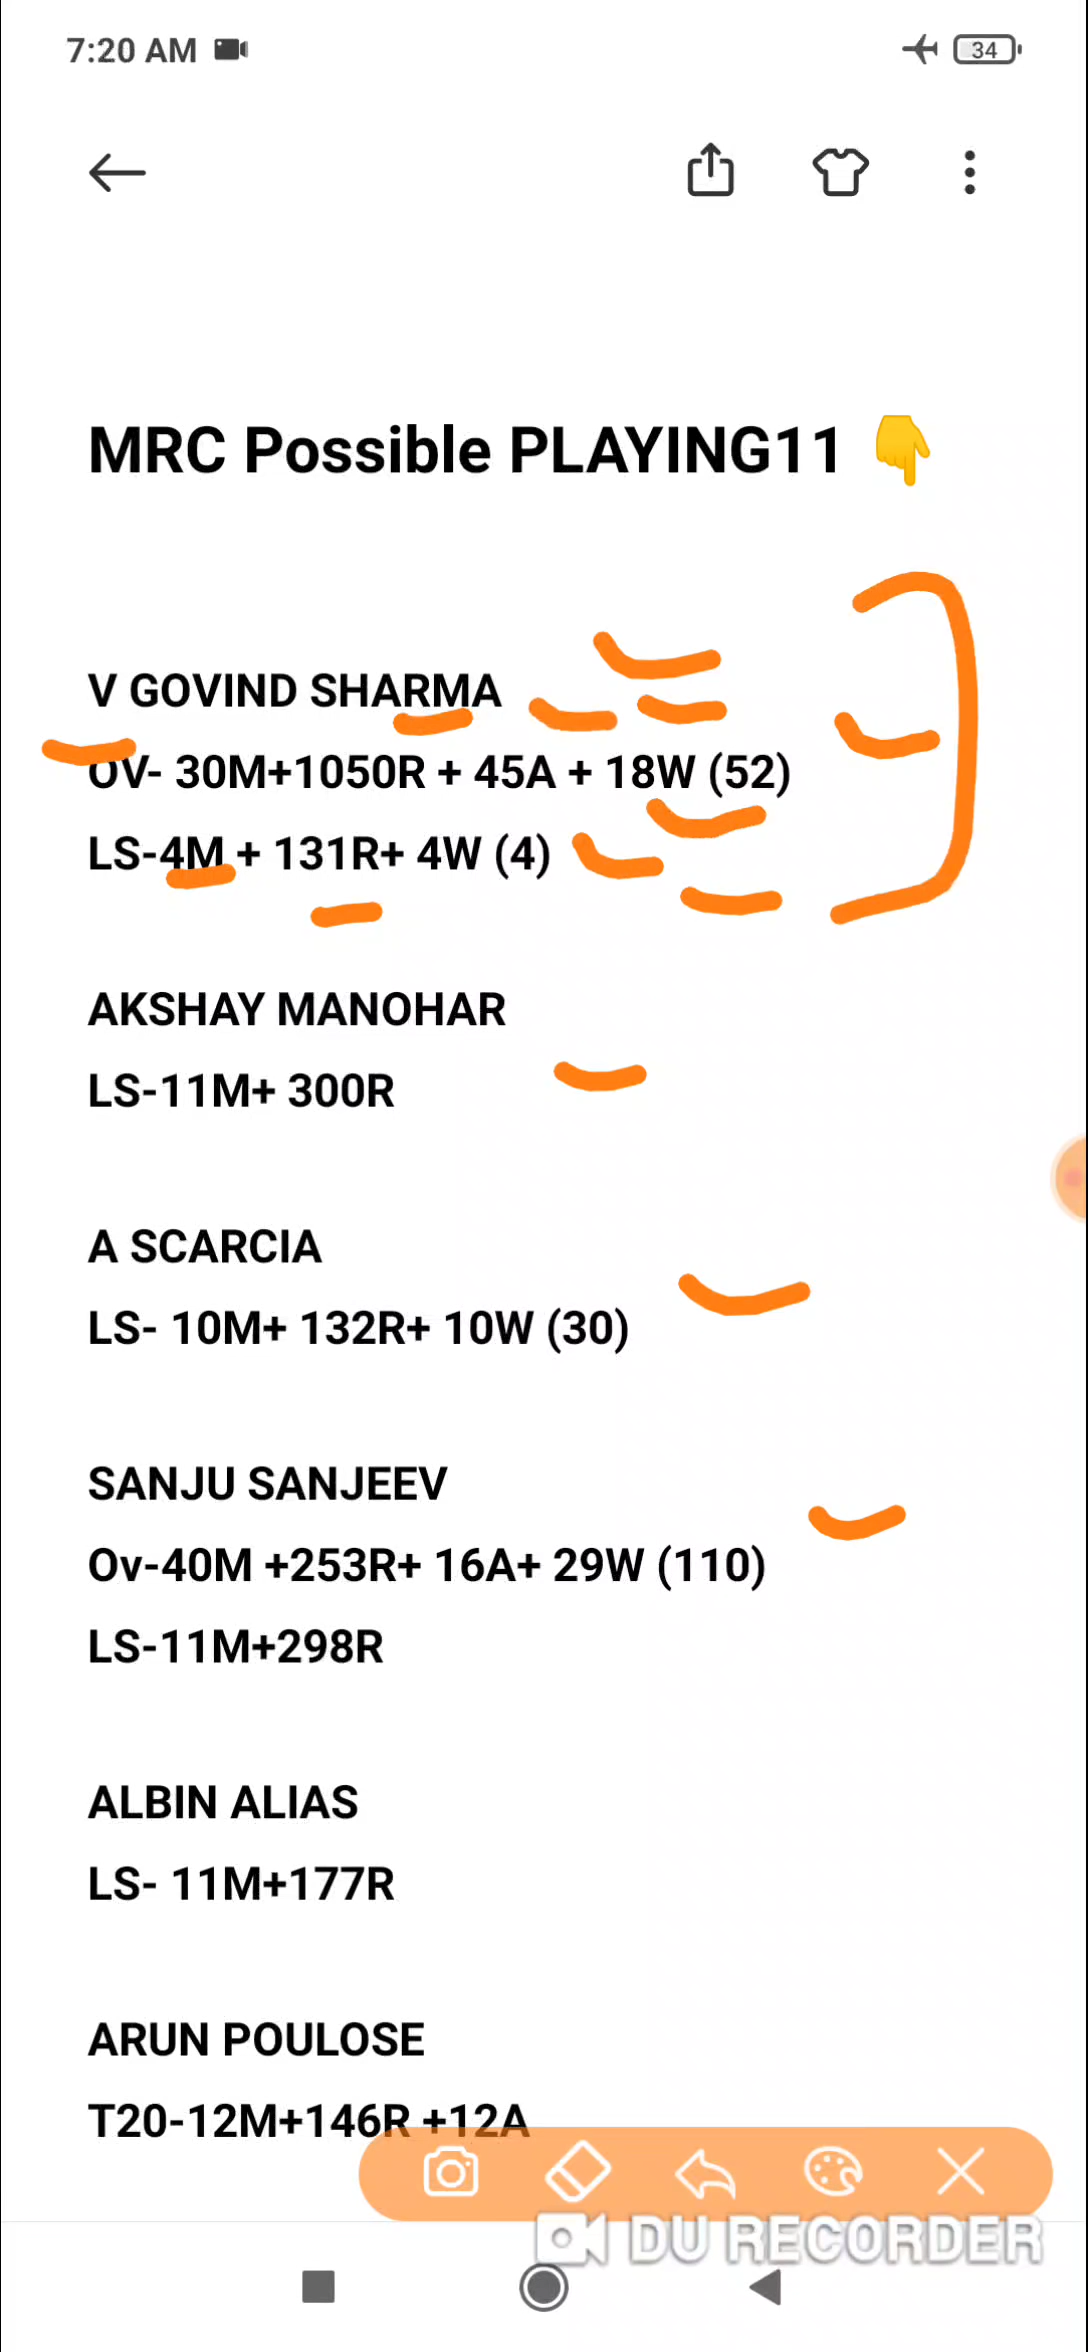 7:20 AM
34
MRC Possible PLAYING11 👇
V GOVIND SHARMA
OV- 30M+1050R + 45A + 18W (52)
LS-4M + 131R+ 4W (4)
AKSHAY MANOHAR
LS-11M+ 300R
A SCARCIA
LS- 10M+ 132R+ 10W (30)
SANJU SANJEEV
Ov-40M +253R+ 16A+ 29W (110)
LS-11M+298R
ALBIN ALIAS
LS- 11M+177R
ARUN POULOSE
T20-12M+146R +12A
DU RECORDER